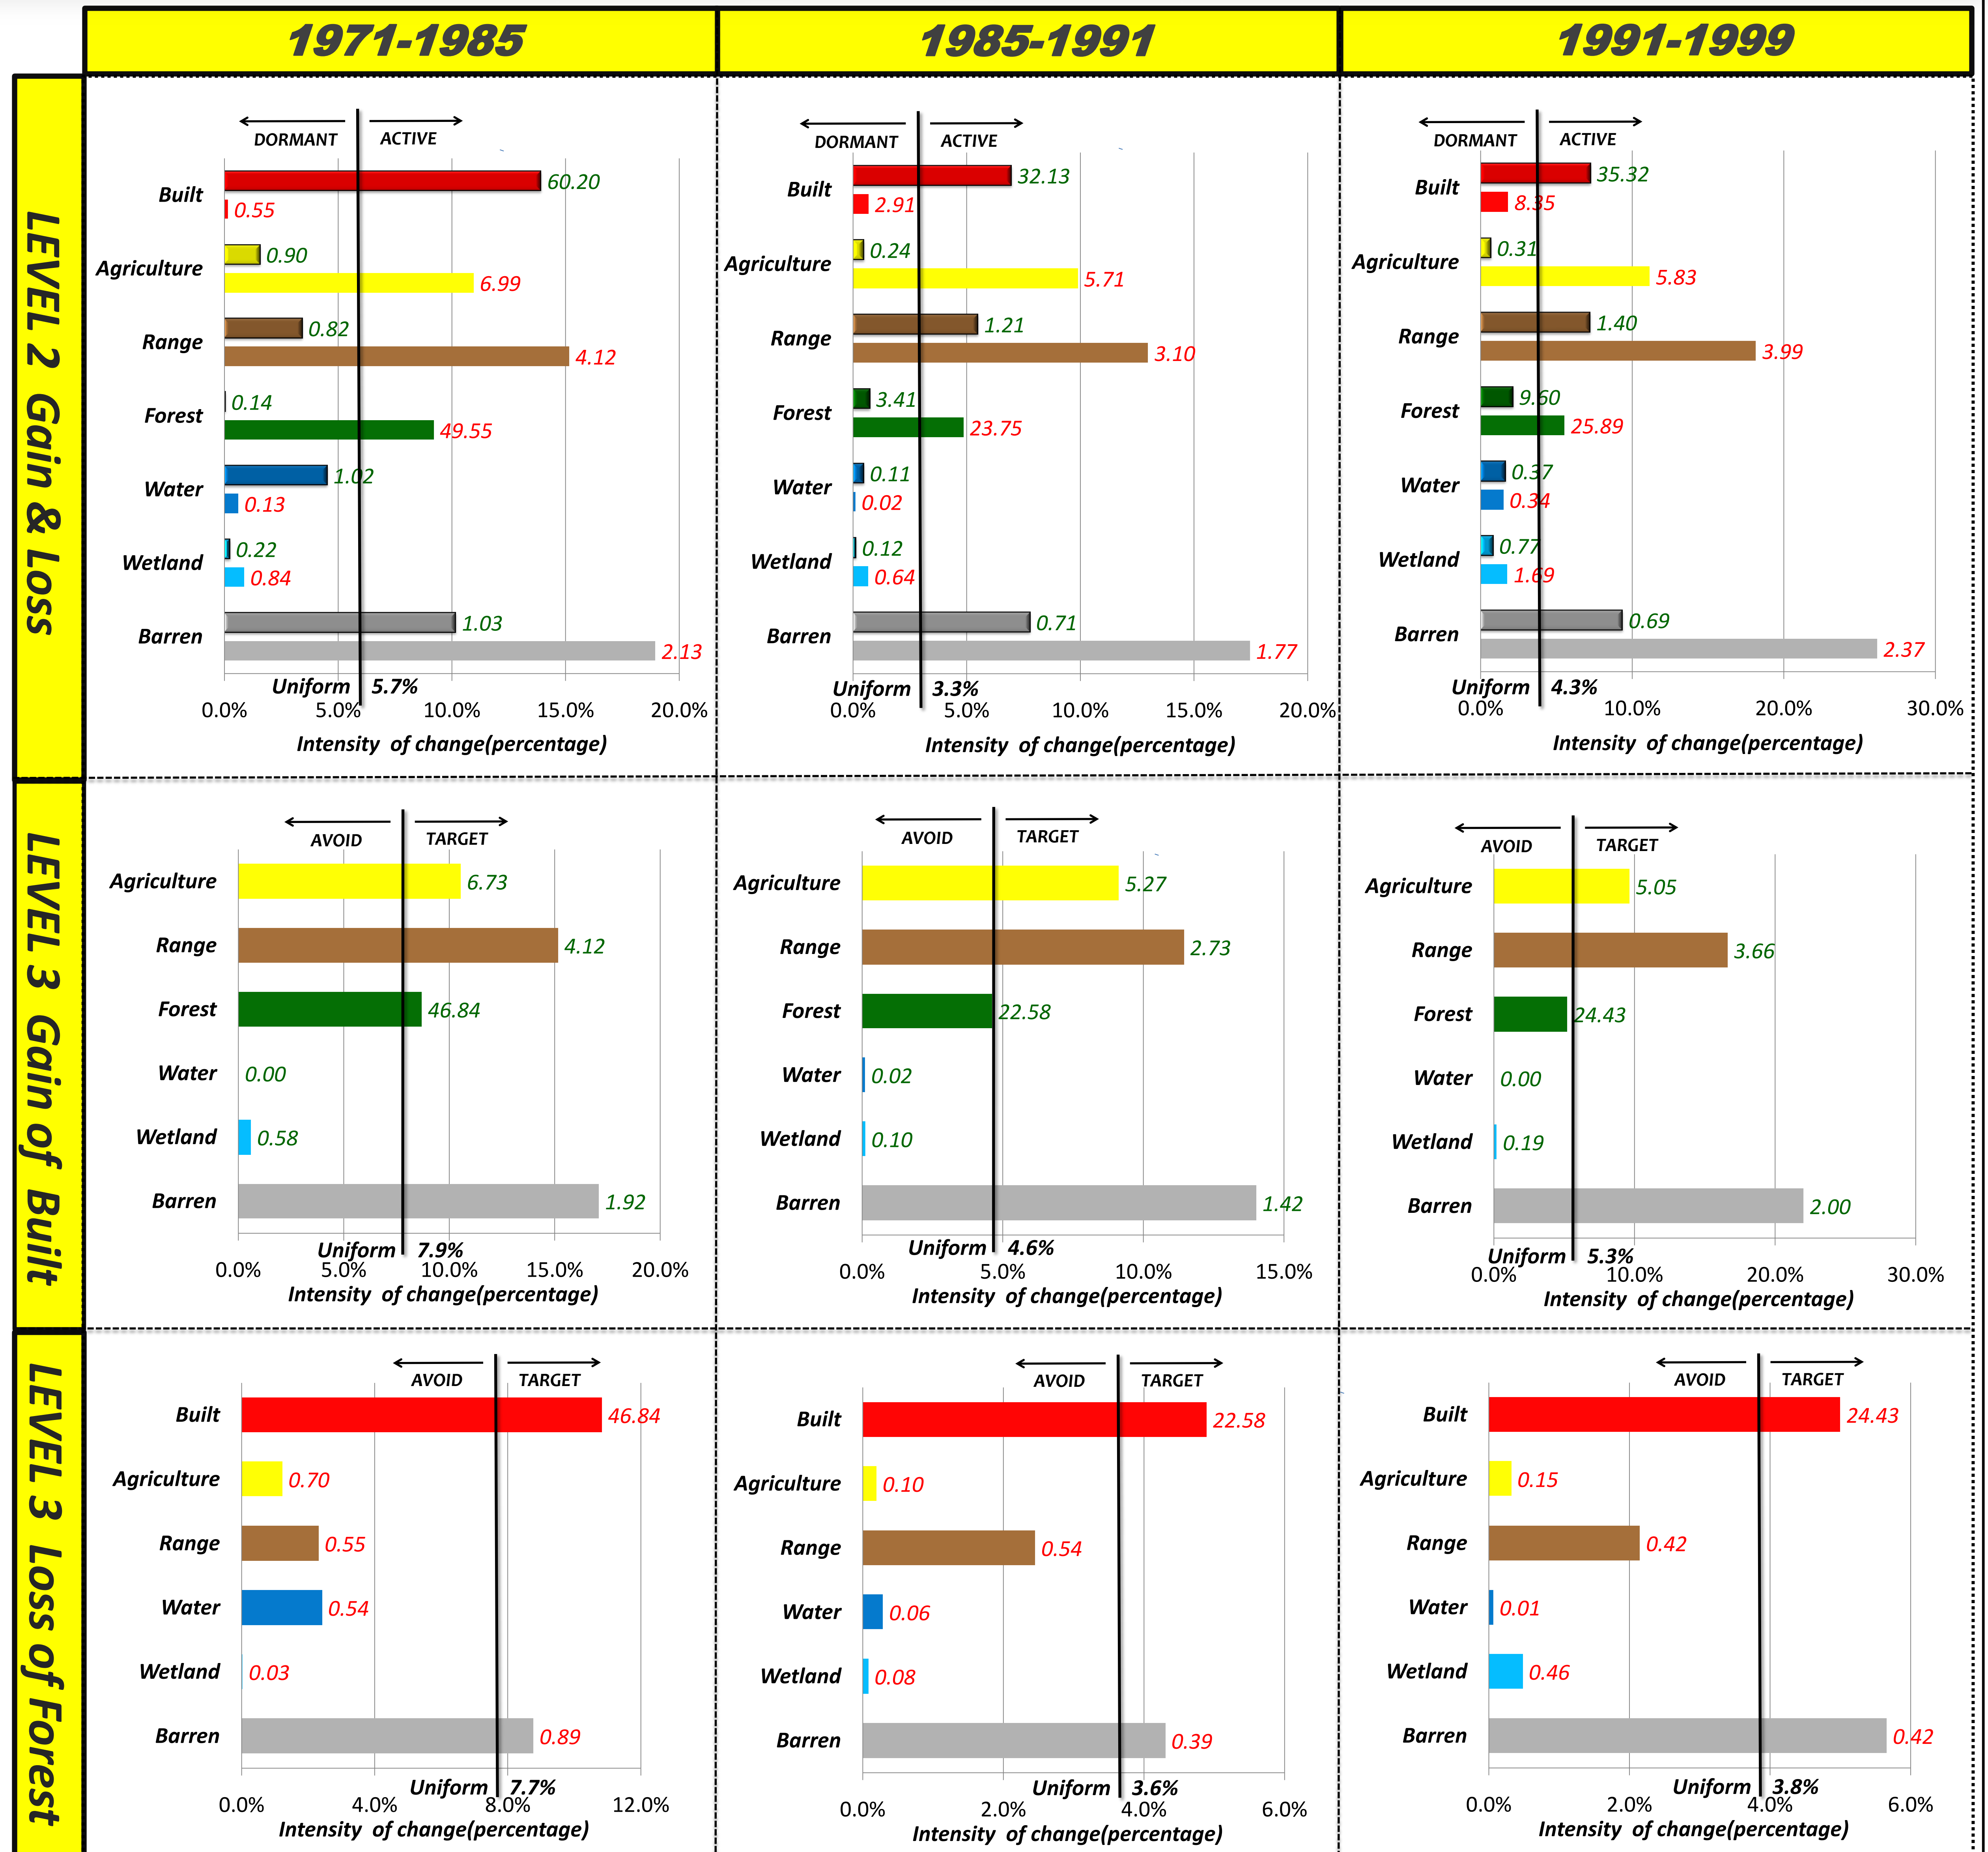 1971-1985
1985-1991
1991-1999
LEVEL 2 Gain & Loss
DORMANT ACTIVE
Built 60.20
0.55
Agriculture 0.90
6.99
Range 0.82
4.12
Forest 0.14
49.55
Water 1.02
0.13
Wetland 0.22
0.84
Barren 1.03
2.13
Uniform 5.7%
0.0% 5.0% 10.0% 15.0% 20.0%
Intensity of change(percentage)
DORMANT ACTIVE
Built 32.13
2.91
Agriculture 0.24
5.71
Range 1.21
3.10
Forest 3.41
23.75
Water 0.11
0.02
Wetland 0.12
0.64
Barren 0.71
1.77
Uniform 3.3%
0.0% 5.0% 10.0% 15.0% 20.0%
Intensity of change(percentage)
DORMANT ACTIVE
Built 35.32
8.35
Agriculture 0.31
5.83
Range 1.40
3.99
Forest 9.60
25.89
Water 0.37
0.34
Wetland 0.77
1.69
Barren 0.69
2.37
Uniform 4.3%
0.0% 10.0% 20.0% 30.0%
Intensity of change(percentage)
LEVEL 3 Gain of Built
AVOID TARGET
Agriculture 6.73
Range 4.12
Forest 46.84
Water 0.00
Wetland 0.58
Barren 1.92
Uniform 7.9%
0.0% 5.0% 10.0% 15.0% 20.0%
Intensity of change(percentage)
AVOID TARGET
Agriculture 5.27
Range 2.73
Forest 22.58
Water 0.02
Wetland 0.10
Barren 1.42
Uniform 4.6%
0.0% 5.0% 10.0% 15.0%
Intensity of change(percentage)
AVOID TARGET
Agriculture 5.05
Range 3.66
Forest 24.43
Water 0.00
Wetland 0.19
Barren 2.00
Uniform 5.3%
0.0% 10.0% 20.0% 30.0%
Intensity of change(percentage)
LEVEL 3 Loss of Forest
AVOID TARGET
Built 46.84
Agriculture 0.70
Range 0.55
Water 0.54
Wetland 0.03
Barren 0.89
Uniform 7.7%
0.0% 4.0% 8.0% 12.0%
Intensity of change(percentage)
AVOID TARGET
Built 22.58
Agriculture 0.10
Range 0.54
Water 0.06
Wetland 0.08
Barren 0.39
Uniform 3.6%
0.0% 2.0% 4.0% 6.0%
Intensity of change(percentage)
AVOID TARGET
Built 24.43
Agriculture 0.15
Range 0.42
Water 0.01
Wetland 0.46
Barren 0.42
Uniform 3.8%
0.0% 2.0% 4.0% 6.0%
Intensity of change(percentage)